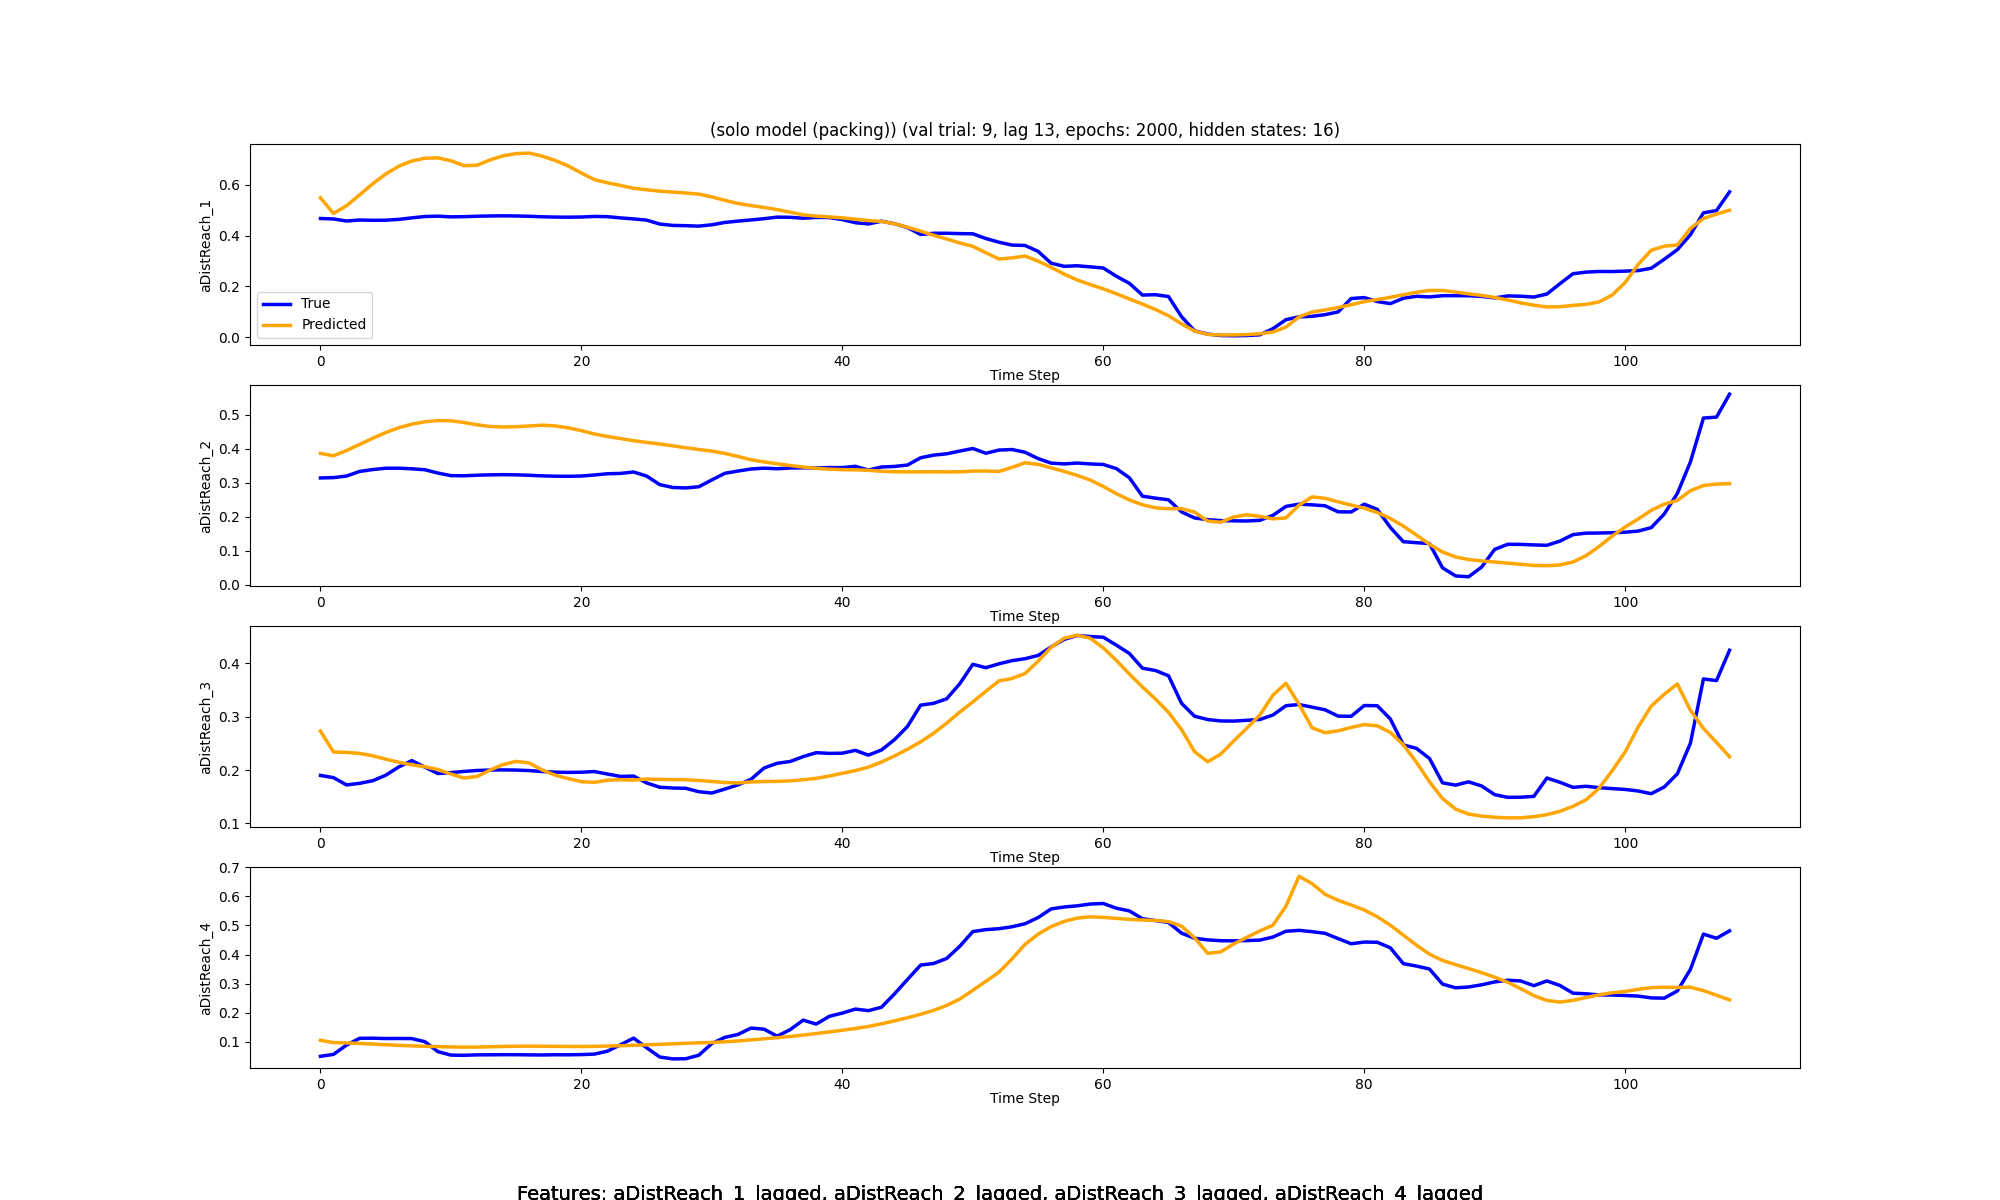 (solo model (packing)) (val trial: 9, lag 13, epochs: 2000, hidden states: 16)
aDistReach_1
0.6
0.4
0.2
0.0
True
Predicted
0 20 40 60 80 100
Time Step
aDistReach_2
0.5
0.4
0.3
0.2
0.1
0.0
0 20 40 60 80 100
Time Step
aDistReach_3
0.4
0.3
0.2
0.1
0 20 40 60 80 100
Time Step
aDistReach_4
0.7
0.6
0.5
0.4
0.3
0.2
0.1
0 20 40 60 80 100
Time Step
Features: aDistReach_1_lagged, aDistReach_2_lagged, aDistReach_3_lagged, aDistReach_4_lagged